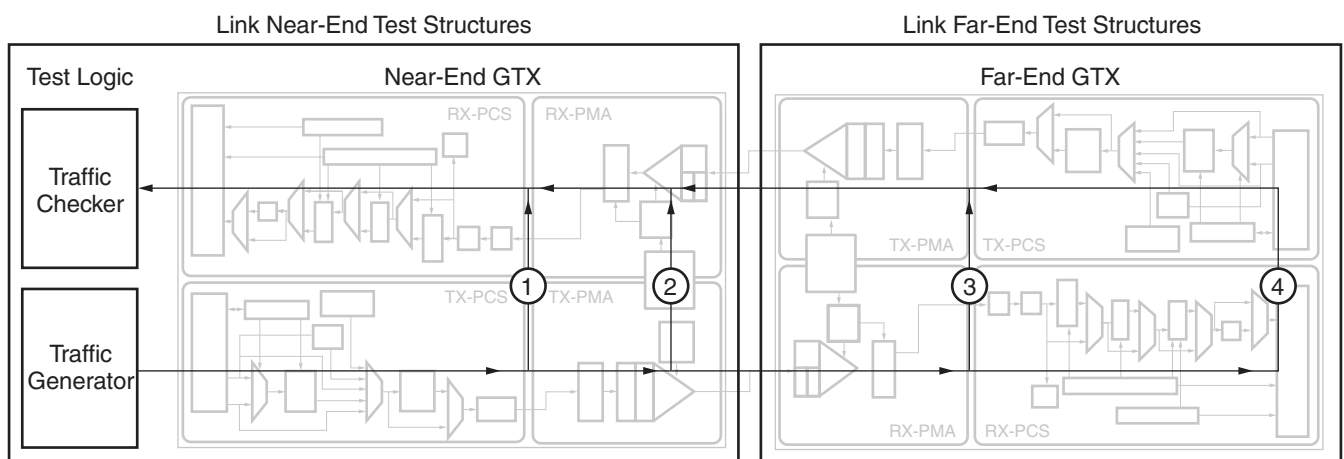 Link Near-End Test Structures
Link Far-End Test Structures
Test Logic
Near-End GTX
Far-End GTX
RX-PCS
RX-PMA
Traffic
Checker
TX-PMA
TX-PCS
1
2
3
4
TX-PCS
TX-PMA
Traffic
Generator
RX-PMA
RX-PCS